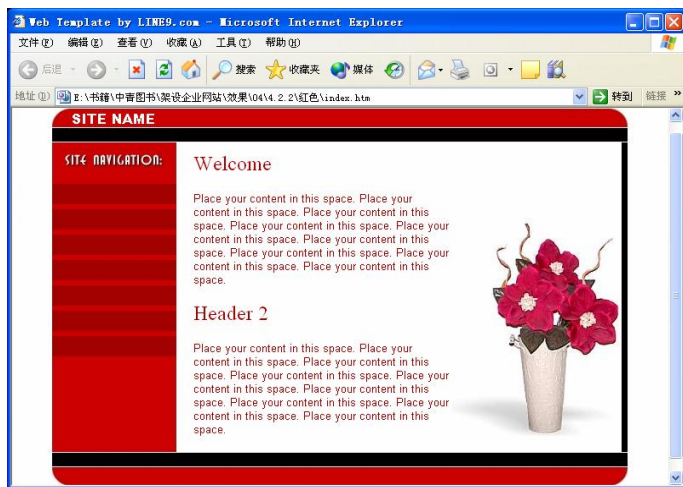 Web Template by LINE9.com - Microsoft Internet Explorer
文件(F) 编辑(E) 查看(V) 收藏(A) 工具(T) 帮助(H)
后退 搜索 收藏夹 媒体
地址(D) E:\书籍\中青图书\架设企业网站\效果\04\4.2.2\红色\index.htm 转到 链接 »
SITE NAME
SITE NAVIGATION:
Welcome
Place your content in this space. Place your
content in this space. Place your content in this
space. Place your content in this space. Place your
content in this space. Place your content in this
space. Place your content in this space. Place your
content in this space. Place your content in this
space.
Header 2
Place your content in this space. Place your
content in this space. Place your content in this
space. Place your content in this space. Place your
content in this space. Place your content in this
space. Place your content in this space. Place your
content in this space. Place your content in this
space.